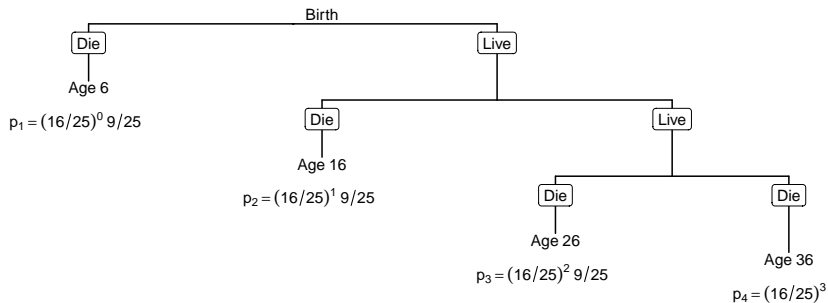 Birth
Die
Live
Age 6
p₁ = (16/25)⁰ 9/25
Die
Live
Age 16
p₂ = (16/25)¹ 9/25
Die
Die
Age 26
p₃ = (16/25)² 9/25
Age 36
p₄ = (16/25)³